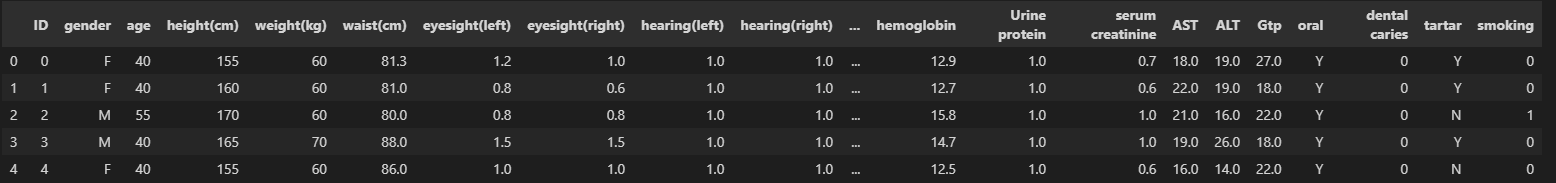 ID gender age height(cm) weight(kg) waist(cm) eyesight(left) eyesight(right) hearing(left) hearing(right) ... hemoglobin Urine protein serum creatinine AST ALT Gtp oral dental caries tartar smoking
0 0 F 40 155 60 81.3 1.2 1.0 1.0 1.0 ... 12.9 1.0 0.7 18.0 19.0 27.0 Y 0 Y 0
1 1 F 40 160 60 81.0 0.8 0.6 1.0 1.0 ... 12.7 1.0 0.6 22.0 19.0 18.0 Y 0 Y 0
2 2 M 55 170 60 80.0 0.8 0.8 1.0 1.0 ... 15.8 1.0 1.0 21.0 16.0 22.0 Y 0 N 1
3 3 M 40 165 70 88.0 1.5 1.5 1.0 1.0 ... 14.7 1.0 1.0 19.0 26.0 18.0 Y 0 Y 0
4 4 F 40 155 60 86.0 1.0 1.0 1.0 1.0 ... 12.5 1.0 0.6 16.0 14.0 22.0 Y 0 N 0